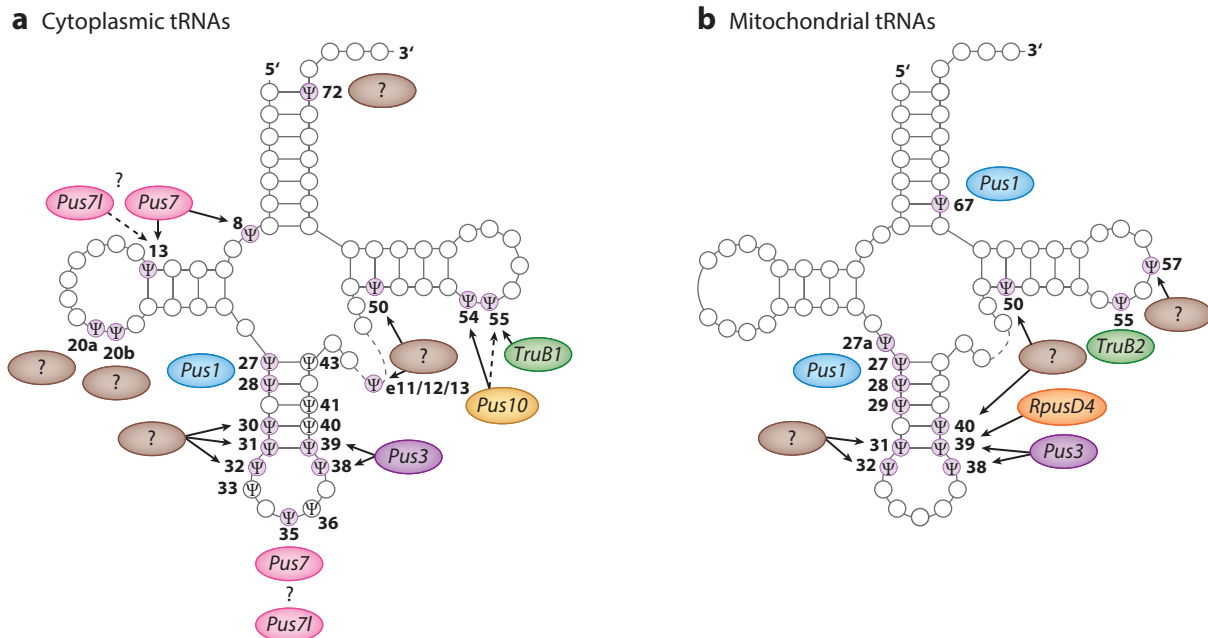 a Cytoplasmic tRNAs
3‘
5‘
Ψ 72 ?
?
Pus7l Pus7
8 Ψ
13
Ψ
Ψ
50
Ψ Ψ
54 55
Ψ Ψ
20a 20b
? ?
Pus1
27 Ψ Ψ 43
28 Ψ
?
Ψ e11/12/13
TruB1
Pus10
Ψ 41
30 Ψ Ψ 40
?
31 Ψ Ψ 39
32 Ψ Ψ 38
Pus3
33 Ψ
Ψ 36
Ψ
35
Pus7
?
Pus7l
b Mitochondrial tRNAs
3‘
5‘
Pus1
Ψ 67
Ψ 57
Ψ
50
Ψ
55
?
TruB2
27a Ψ
Pus1
27 Ψ
28 Ψ
29 Ψ
?
RpusD4
Ψ 40
?
31 Ψ Ψ 39
32 Ψ Ψ 38
Pus3